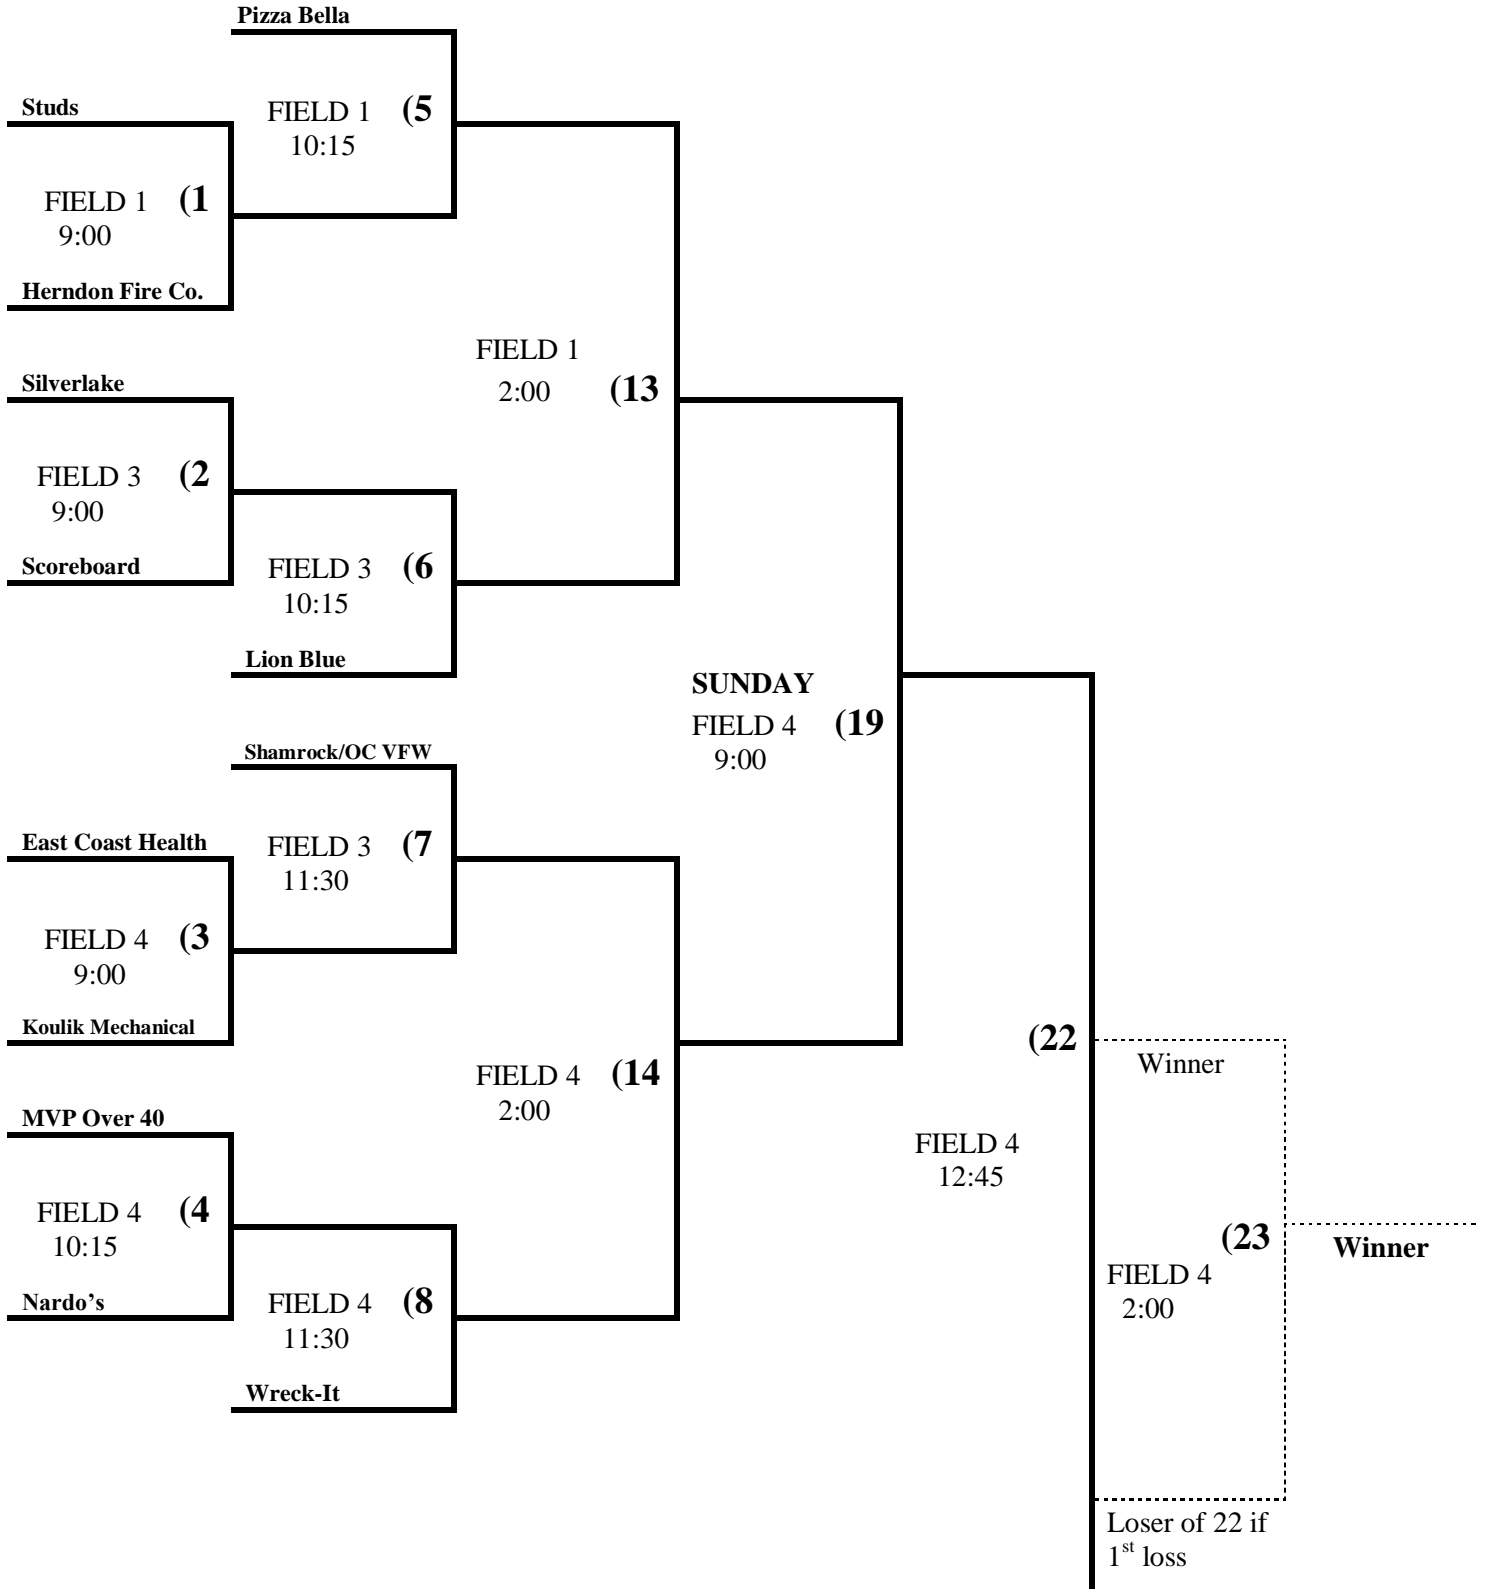 Pizza Bella
Studs
FIELD 1 (5
10:15
FIELD 1 (1
9:00
Herndon Fire Co.
FIELD 1
2:00 (13
Silverlake
FIELD 3 (2
9:00
Scoreboard
FIELD 3 (6
10:15
Lion Blue
SUNDAY
FIELD 4 (19
9:00
Shamrock/OC VFW
East Coast Health
FIELD 3 (7
11:30
FIELD 4 (3
9:00
Koulik Mechanical
(22
Winner
FIELD 4 (14
2:00
MVP Over 40
FIELD 4
12:45
FIELD 4 (4
10:15
Nardo’s
(23
Winner
FIELD 4
2:00
FIELD 4 (8
11:30
Wreck-It
Loser of 22 if
1st loss